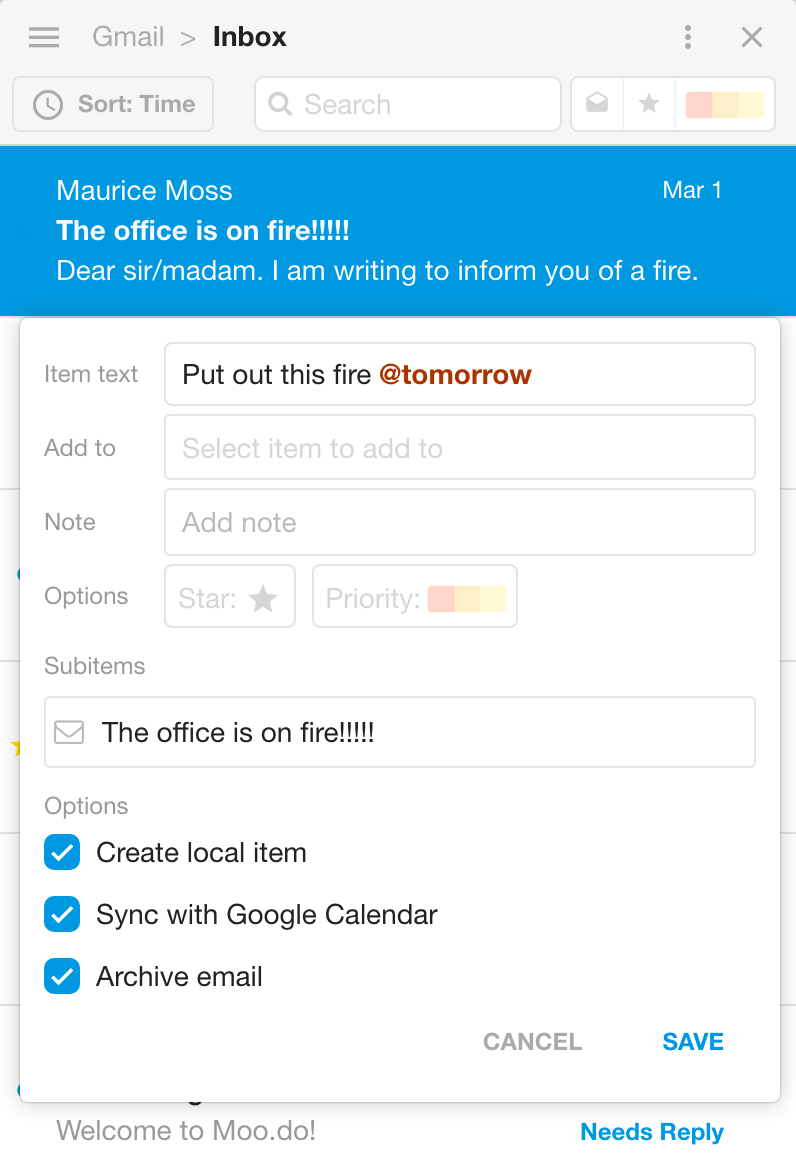 Gmail > Inbox
Sort: Time
Search
Maurice Moss
Mar 1
The office is on fire!!!!!
Dear sir/madam. I am writing to inform you of a fire.
Item text
Put out this fire @tomorrow
Add to
Select item to add to
Note
Add note
Options
Star:
Priority:
Subitems
The office is on fire!!!!!
Options
Create local item
Sync with Google Calendar
Archive email
CANCEL
SAVE
Welcome to Moo.do!
Needs Reply